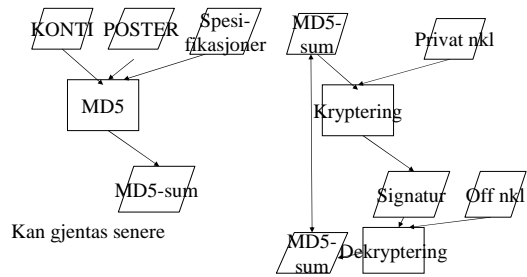 KONTI
POSTER
Spesi-
fikasjoner
MD5
MD5-sum
Kan gjentas senere
MD5-
sum
Privat nkl
Kryptering
Signatur
Off nkl
MD5-
sum
Dekryptering